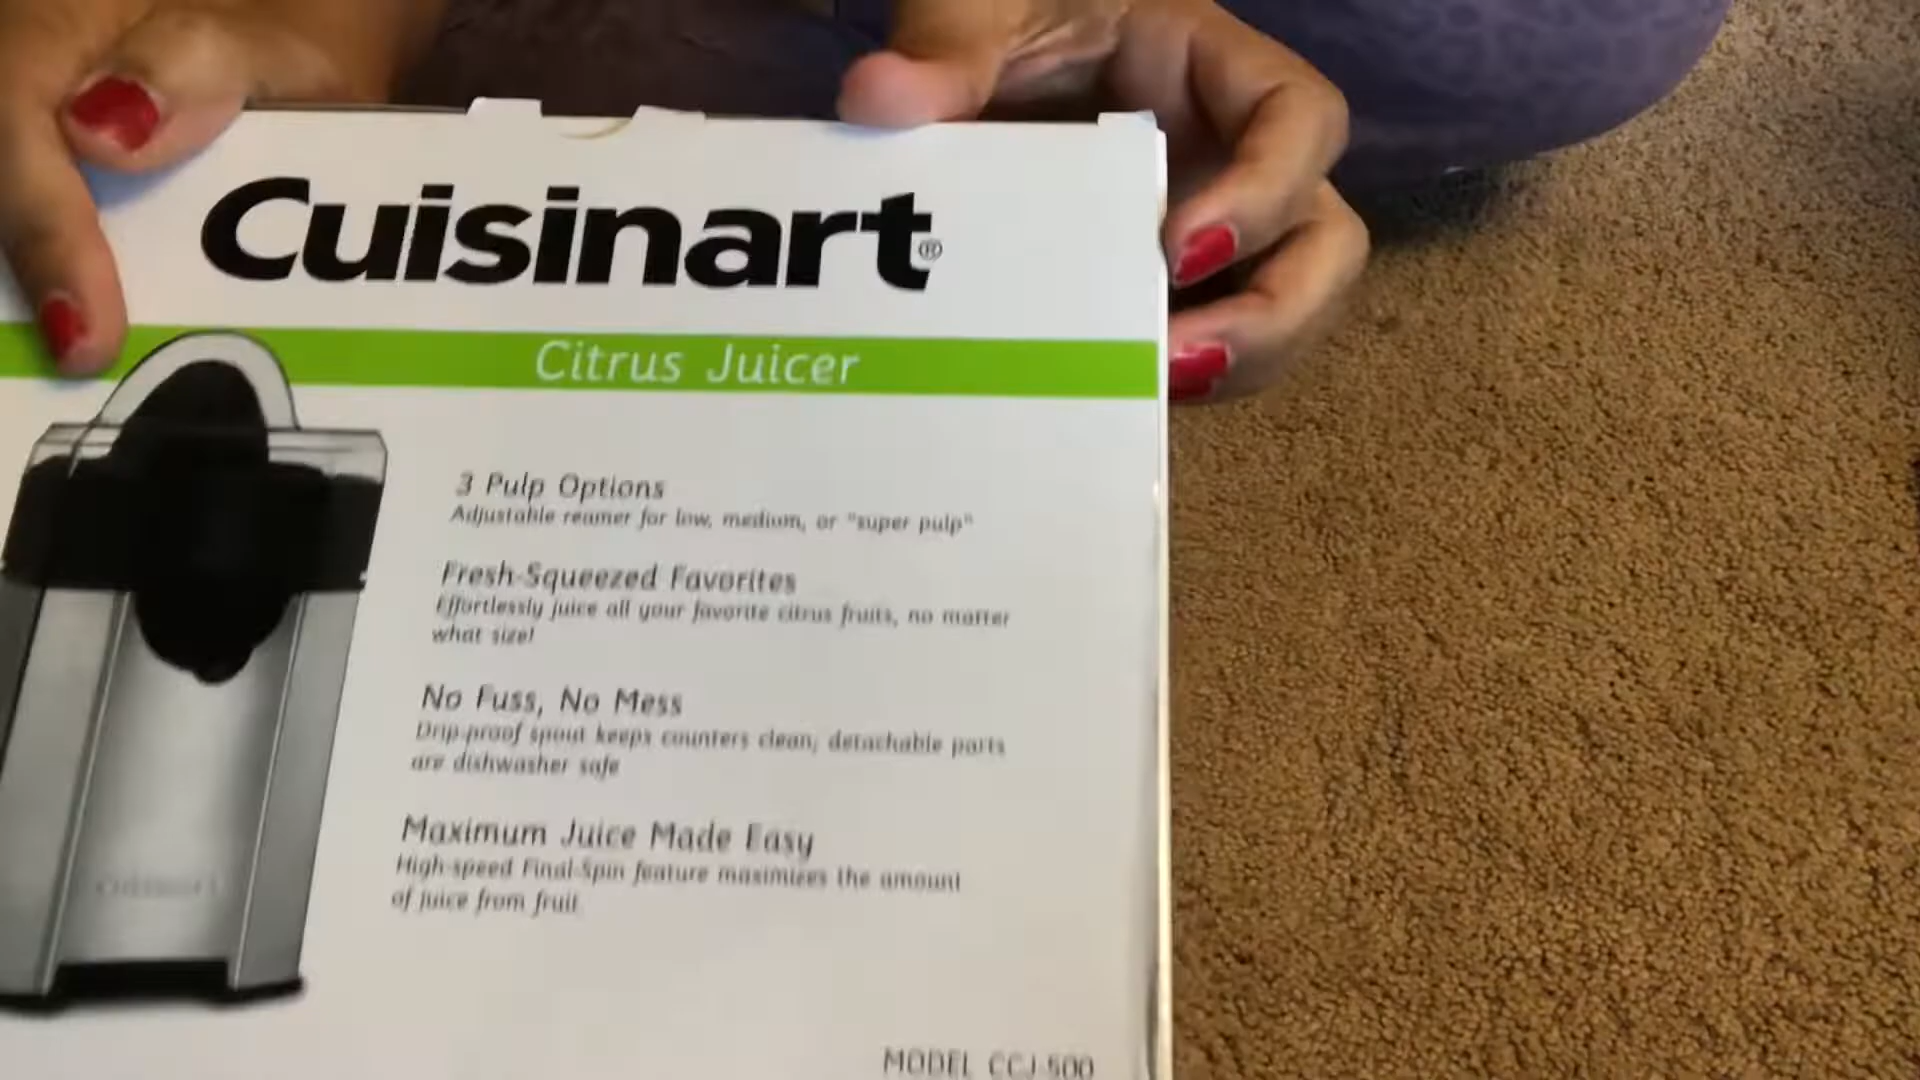 Cuisinart®
Citrus Juicer
3 Pulp Options
Adjustable reamer for low, medium, or "super pulp"
Fresh-Squeezed Favorites
Effortlessly juice all your favorite citrus fruits, no matter
what size!
No Fuss, No Mess
Drip-proof spout keeps counters clean; detachable parts
are dishwasher safe
Maximum Juice Made Easy
High-speed Final-Spin feature maximizes the amount
of juice from fruit
Cuisinart
MODEL CCJ-500